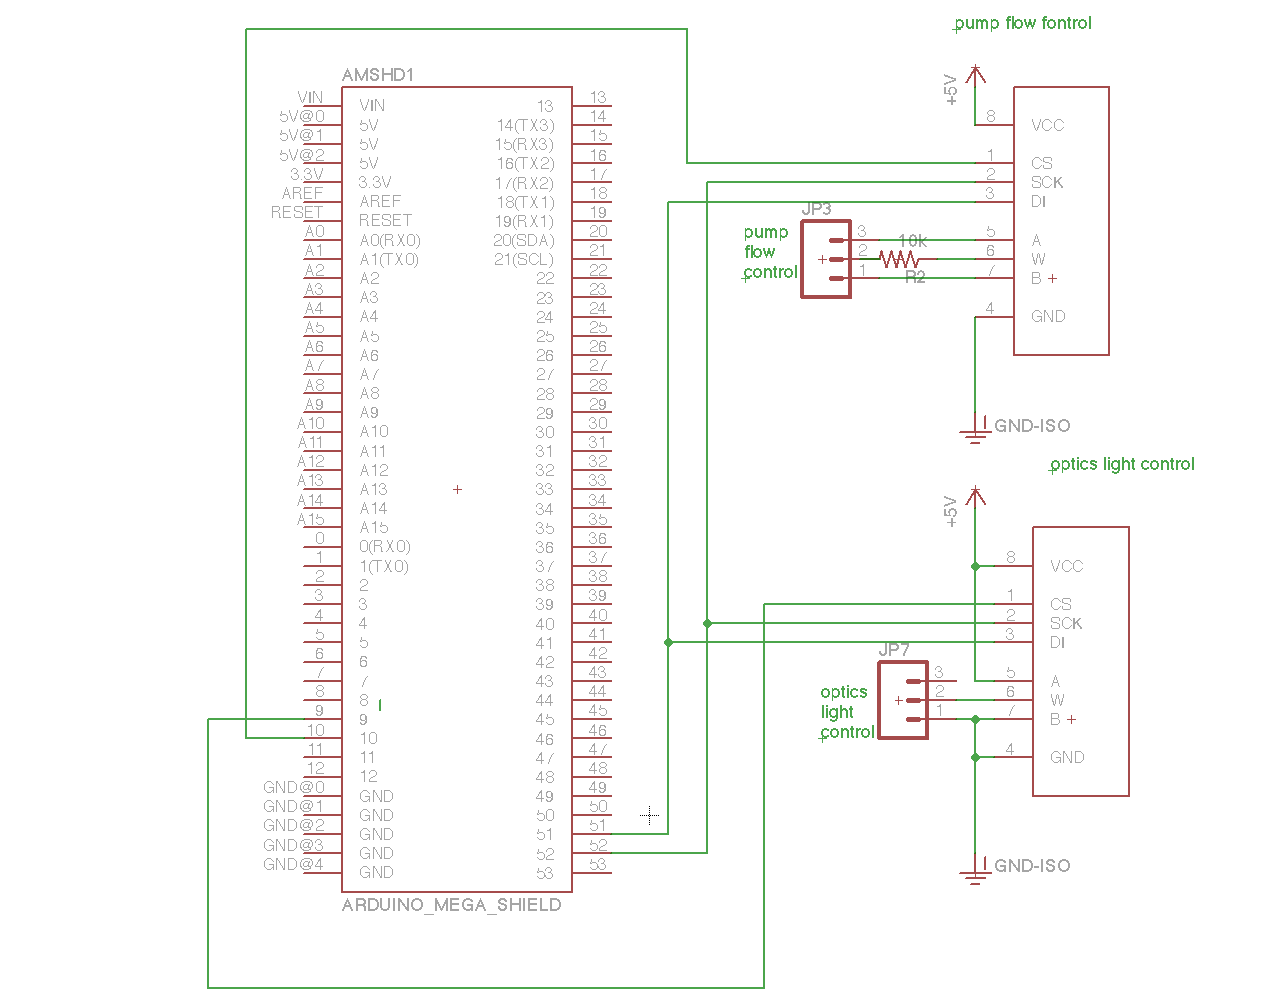 pump flow fontrol
AMSHD1
+5V
VIN VIN 13 13
5V@0 5V 14(TX3) 14
5V@1 5V 15(RX3) 15
5V@2 5V 16(TX2) 16
3.3V 3.3V 17(RX2) 17
AREF AREF 18(TX1) 18
RESET RESET 19(RX1) 19
A0 A0(RX0) 20(SDA) 20
A1 A1(TX0) 21(SCL) 21
A2 A2 22 22
A3 A3 23 23
A4 A4 24 24
A5 A5 25 25
A6 A6 26 26
A7 A7 27 27
A8 A8 28 28
A9 A9 29 29
A10 A10 30 30
A11 A11 31 31
A12 A12 32 32
A13 A13 33 33
A14 A14 34 34
A15 A15 35 35
0 0(RX0) 36 36
1 1(TX0) 37 37
2 2 38 38
3 3 39 39
4 4 40 40
5 5 41 41
6 6 42 42
7 7 43 43
8 8 44 44
9 9 45 45
10 10 46 46
11 11 47 47
12 12 48 48
GND@0 GND 49 49
GND@1 GND 50 50
GND@2 GND 51 51
GND@3 GND 52 52
GND@4 GND 53 53
ARDUINO_MEGA_SHIELD
8 VCC
1 CS
2 SCK
3 DI
5 A
6 W
7 B
4 GND
JP3
pump
flow
control
3
2
1
10k
R2
GND-ISO
optics light control
+5V
8 VCC
1 CS
2 SCK
3 DI
5 A
6 W
7 B
4 GND
JP7
optics
light
control
3
2
1
GND-ISO